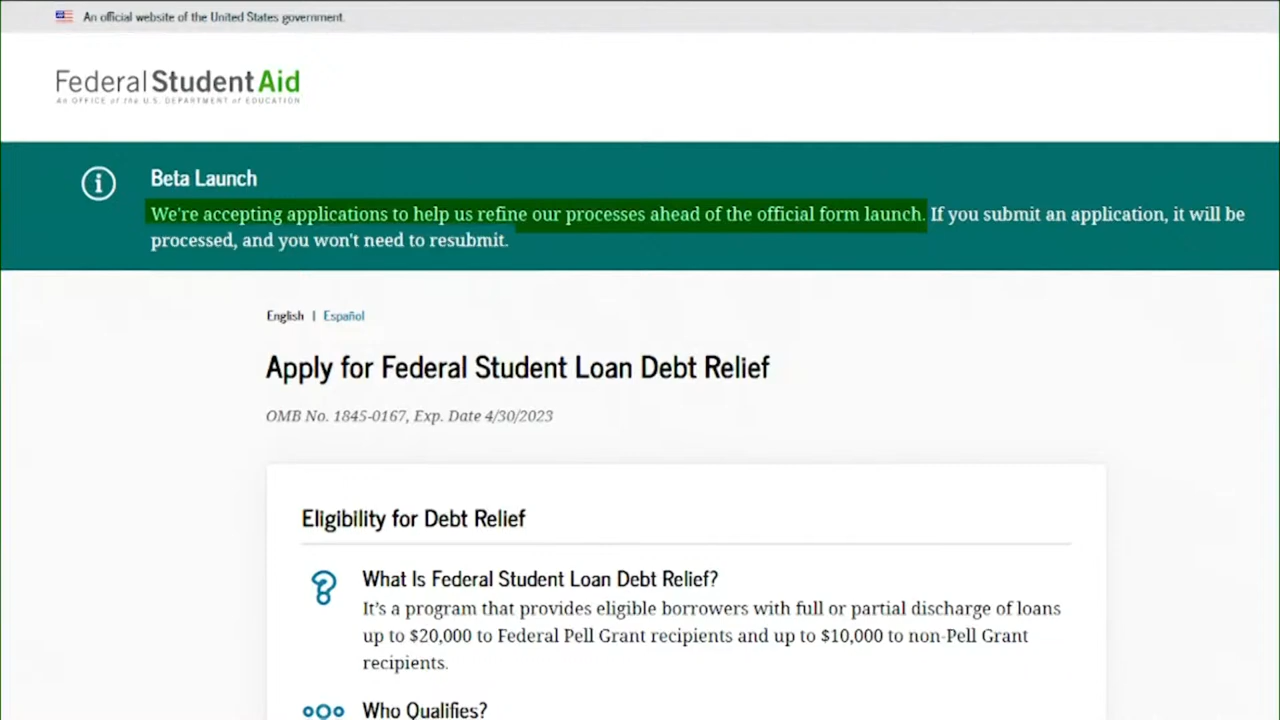 An official website of the United States government.
Federal Student Aid
An OFFICE of the U.S. DEPARTMENT of EDUCATION
Beta Launch
We're accepting applications to help us refine our processes ahead of the official form launch. If you submit an application, it will be
processed, and you won't need to resubmit.
English | Español
Apply for Federal Student Loan Debt Relief
OMB No. 1845-0167, Exp. Date 4/30/2023
Eligibility for Debt Relief
What Is Federal Student Loan Debt Relief?
It's a program that provides eligible borrowers with full or partial discharge of loans
up to $20,000 to Federal Pell Grant recipients and up to $10,000 to non-Pell Grant
recipients.
Who Qualifies?